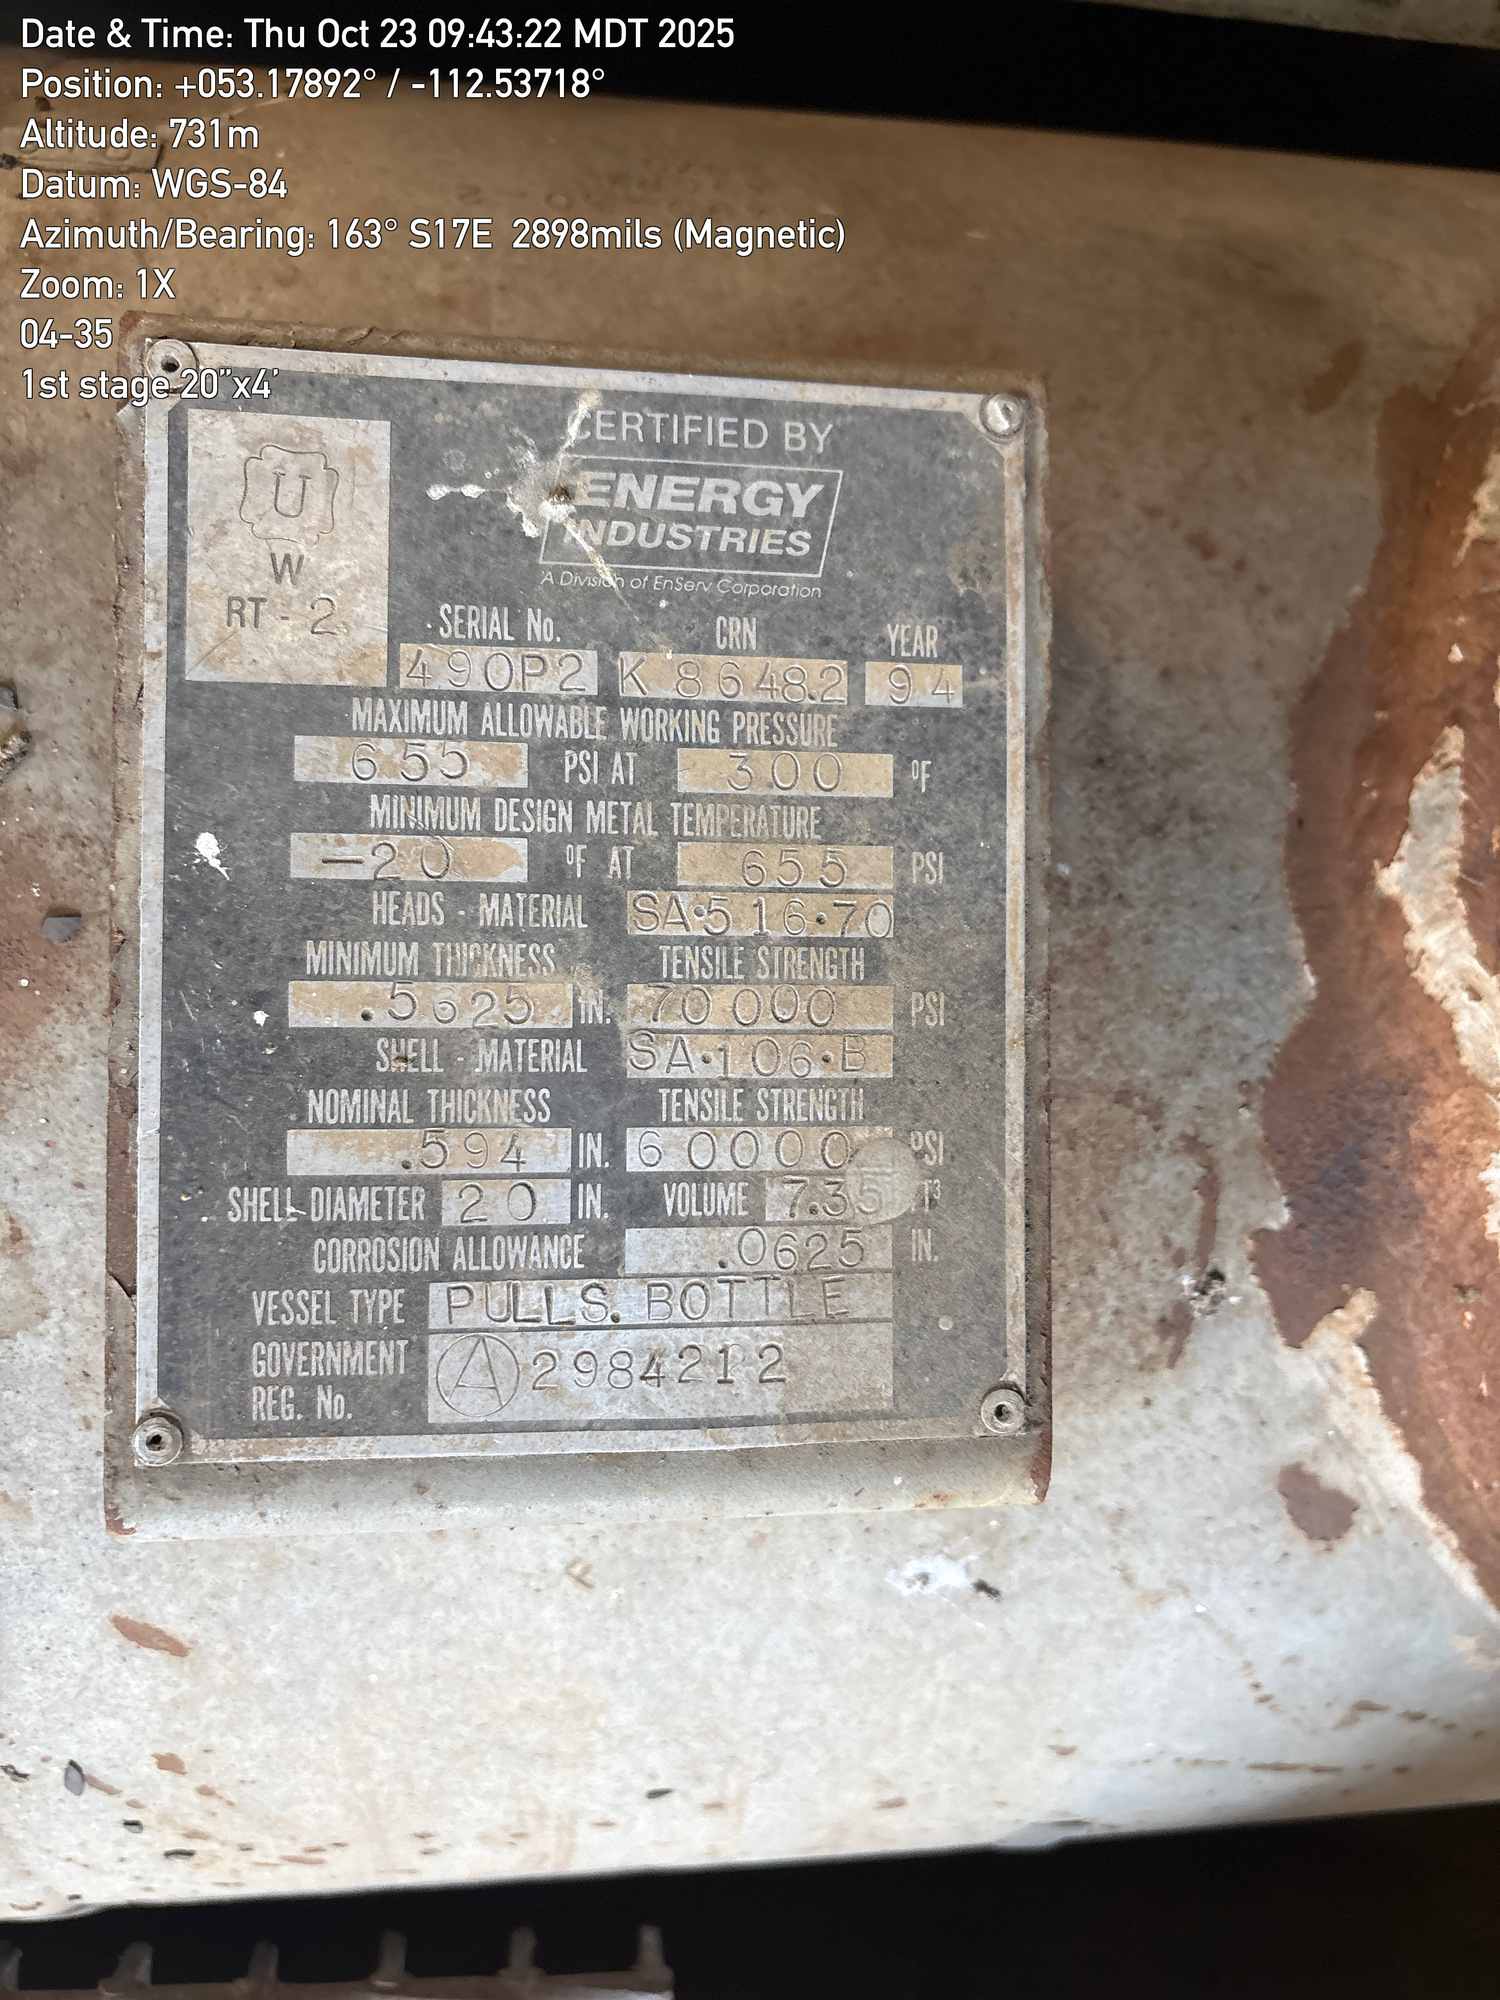 Date & Time: Thu Oct 23 09:43:22 MDT 2025
Position: +053.17892° / -112.53718°
Altitude: 731m
Datum: WGS-84
Azimuth/Bearing: 163° S17E 2898mils (Magnetic)
Zoom: 1X
04-35
1st stage 20"x4'
CERTIFIED BY
ENERGY
INDUSTRIES
A Division of EnServ Corporation
U
W
RT - 2
SERIAL No. CRN YEAR
490P2 K 8648.2 94
MAXIMUM ALLOWABLE WORKING PRESSURE
655 PSI AT 300 °F
MINIMUM DESIGN METAL TEMPERATURE
-20 °F AT 655 PSI
HEADS - MATERIAL SA·516·70
MINIMUM THICKNESS TENSILE STRENGTH
.5625 IN. 70 000 PSI
SHELL - MATERIAL SA·106·B
NOMINAL THICKNESS TENSILE STRENGTH
.594 IN. 60000 PSI
SHELL DIAMETER 20 IN. VOLUME 7.35 FT³
CORROSION ALLOWANCE .0625 IN.
VESSEL TYPE PULLS. BOTTLE
GOVERNMENT
REG. No. A 2984212